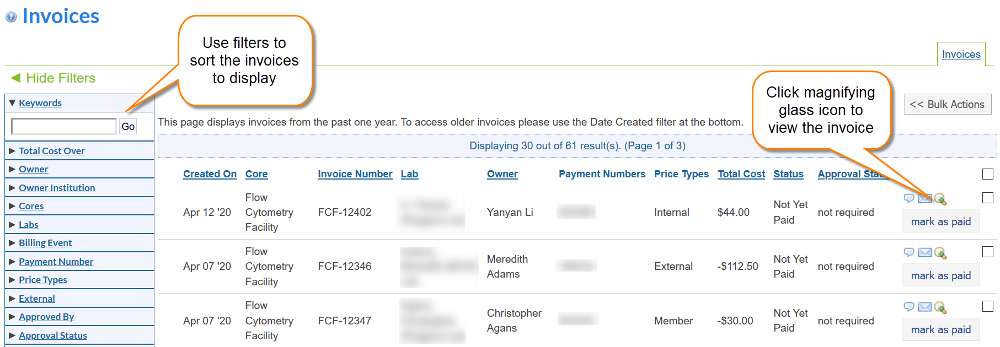 Invoices
Use filters to
sort the invoices
to display
Invoices
◀ Hide Filters
Click magnifying
glass icon to
view the invoice
<< Bulk Actions
▼ Keywords
Go
▶ Total Cost Over
▶ Owner
▶ Owner Institution
▶ Cores
▶ Labs
▶ Billing Event
▶ Payment Number
▶ Price Types
▶ External
▶ Approved By
▶ Approval Status
This page displays invoices from the past one year. To access older invoices please use the Date Created filter at the bottom.
Displaying 30 out of 61 result(s). (Page 1 of 3)
Created On Core Invoice Number Lab Owner Payment Numbers Price Types Total Cost Status Approval
Flow
Cytometry
Facility
Apr 12 '20 FCF-12402 Yanyan Li Internal $44.00
Not Yet
Paid
not required
mark as paid
Flow
Cytometry
Facility
Apr 07 '20 FCF-12346
Meredith
Adams
External -$112.50
Not Yet
Paid
not required
mark as paid
Flow
Cytometry
Facility
Apr 07 '20 FCF-12347
Christopher
Agans
Member -$30.00
Not Yet
Paid
not required
mark as paid